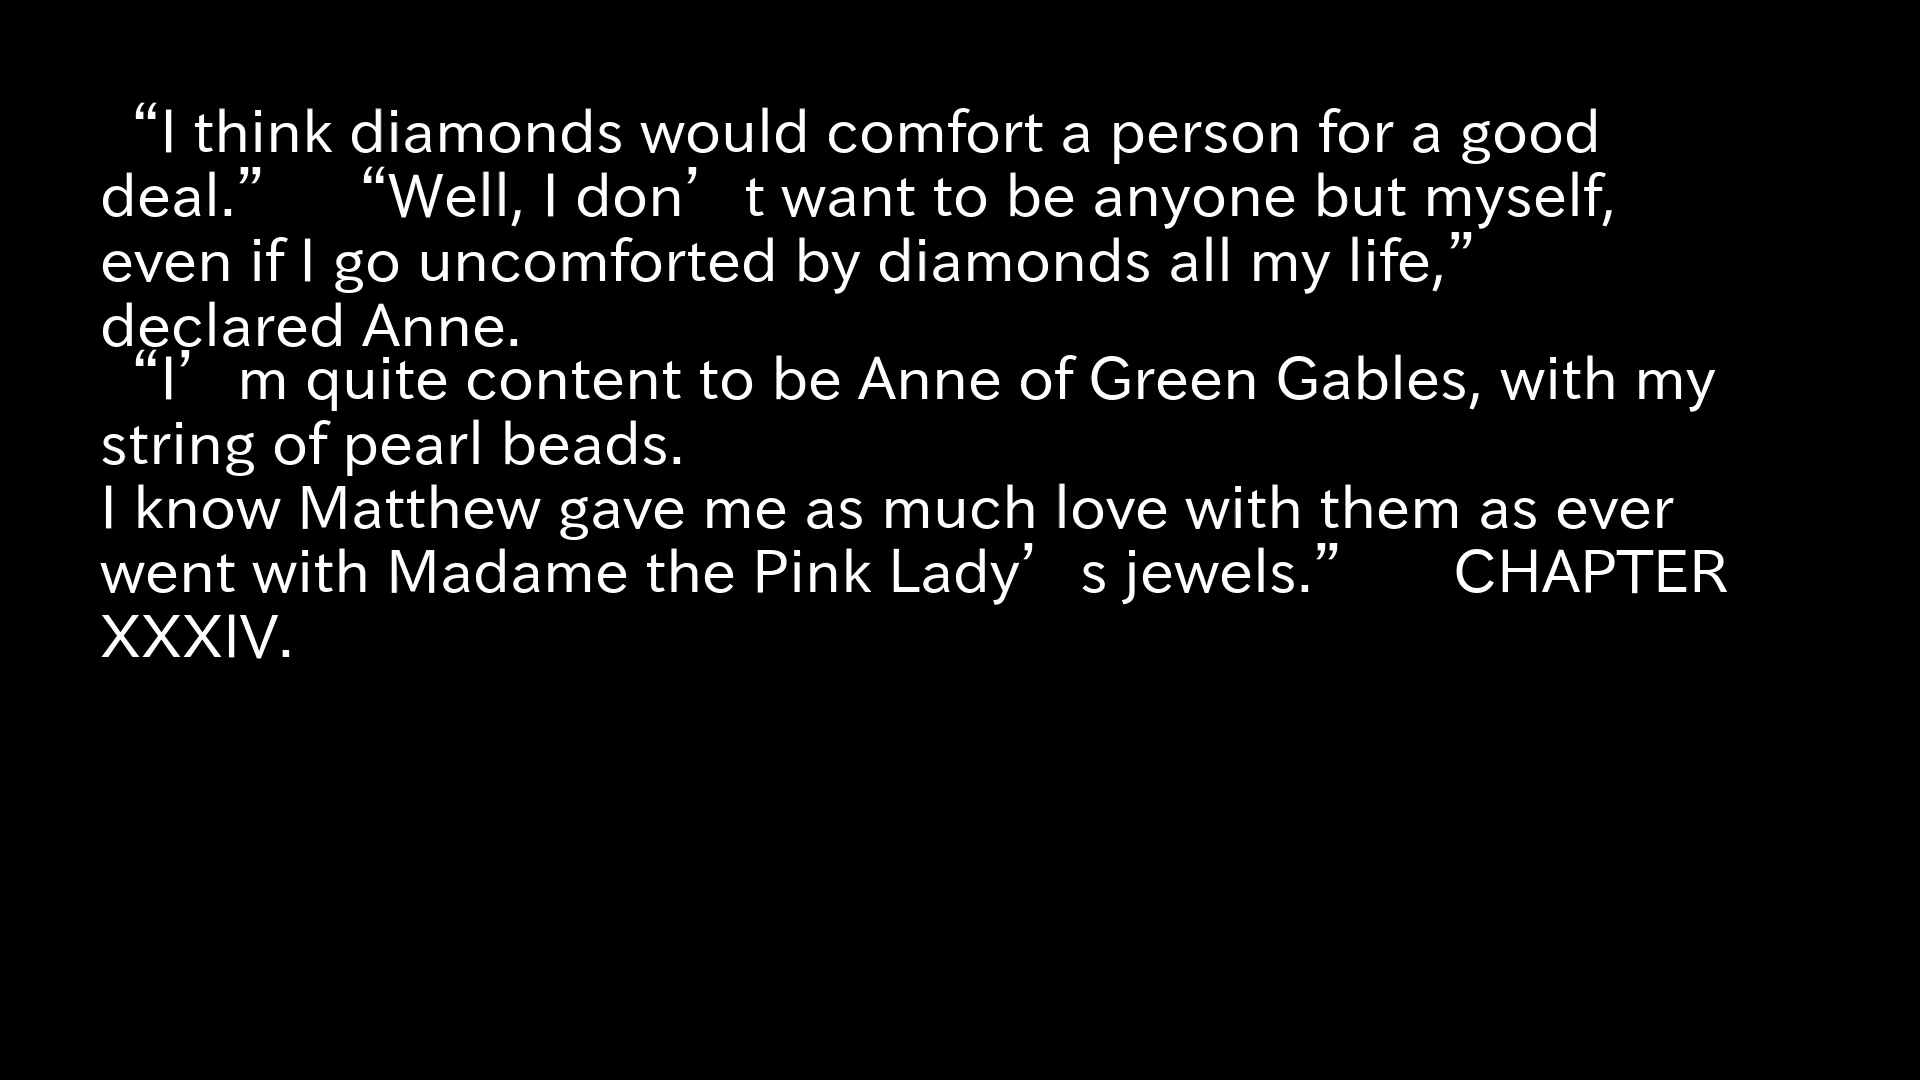 “I think diamonds would comfort a person for a good
deal.” “Well, I don’t want to be anyone but myself,
even if I go uncomforted by diamonds all my life,”
declared Anne.
“I’m quite content to be Anne of Green Gables, with my
string of pearl beads.
I know Matthew gave me as much love with them as ever
went with Madame the Pink Lady’s jewels.” CHAPTER
XXXIV.